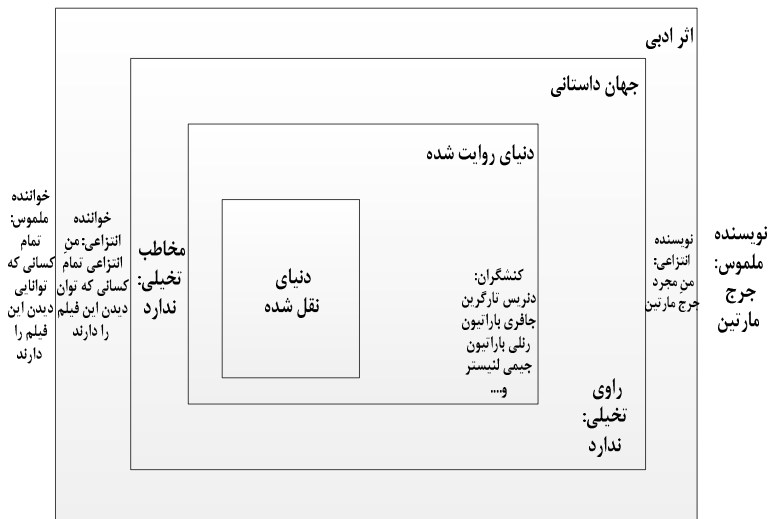 اثر ادبی
جهان داستانی
دنیای روایت شده
نویسنده
ملموس:
جرج
مارتین
نویسنده
انتزاعی:
منِ مجرد
جرج مارتین
راوی
تخیلی:
ندارد
کنشگران:
دنریس تارگرین
جافری باراتیون
رنلی باراتیون
جیمی لنیستر
و....
دنیای
نقل شده
مخاطب
تخیلی:
ندارد
خواننده
انتزاعی:منِ
انتزاعی تمام
کسانی که توان
دیدن این فیلم
را دارند
خواننده
ملموس:
تمام
کسانی که
توانایی
دیدن این
فیلم را
دارند